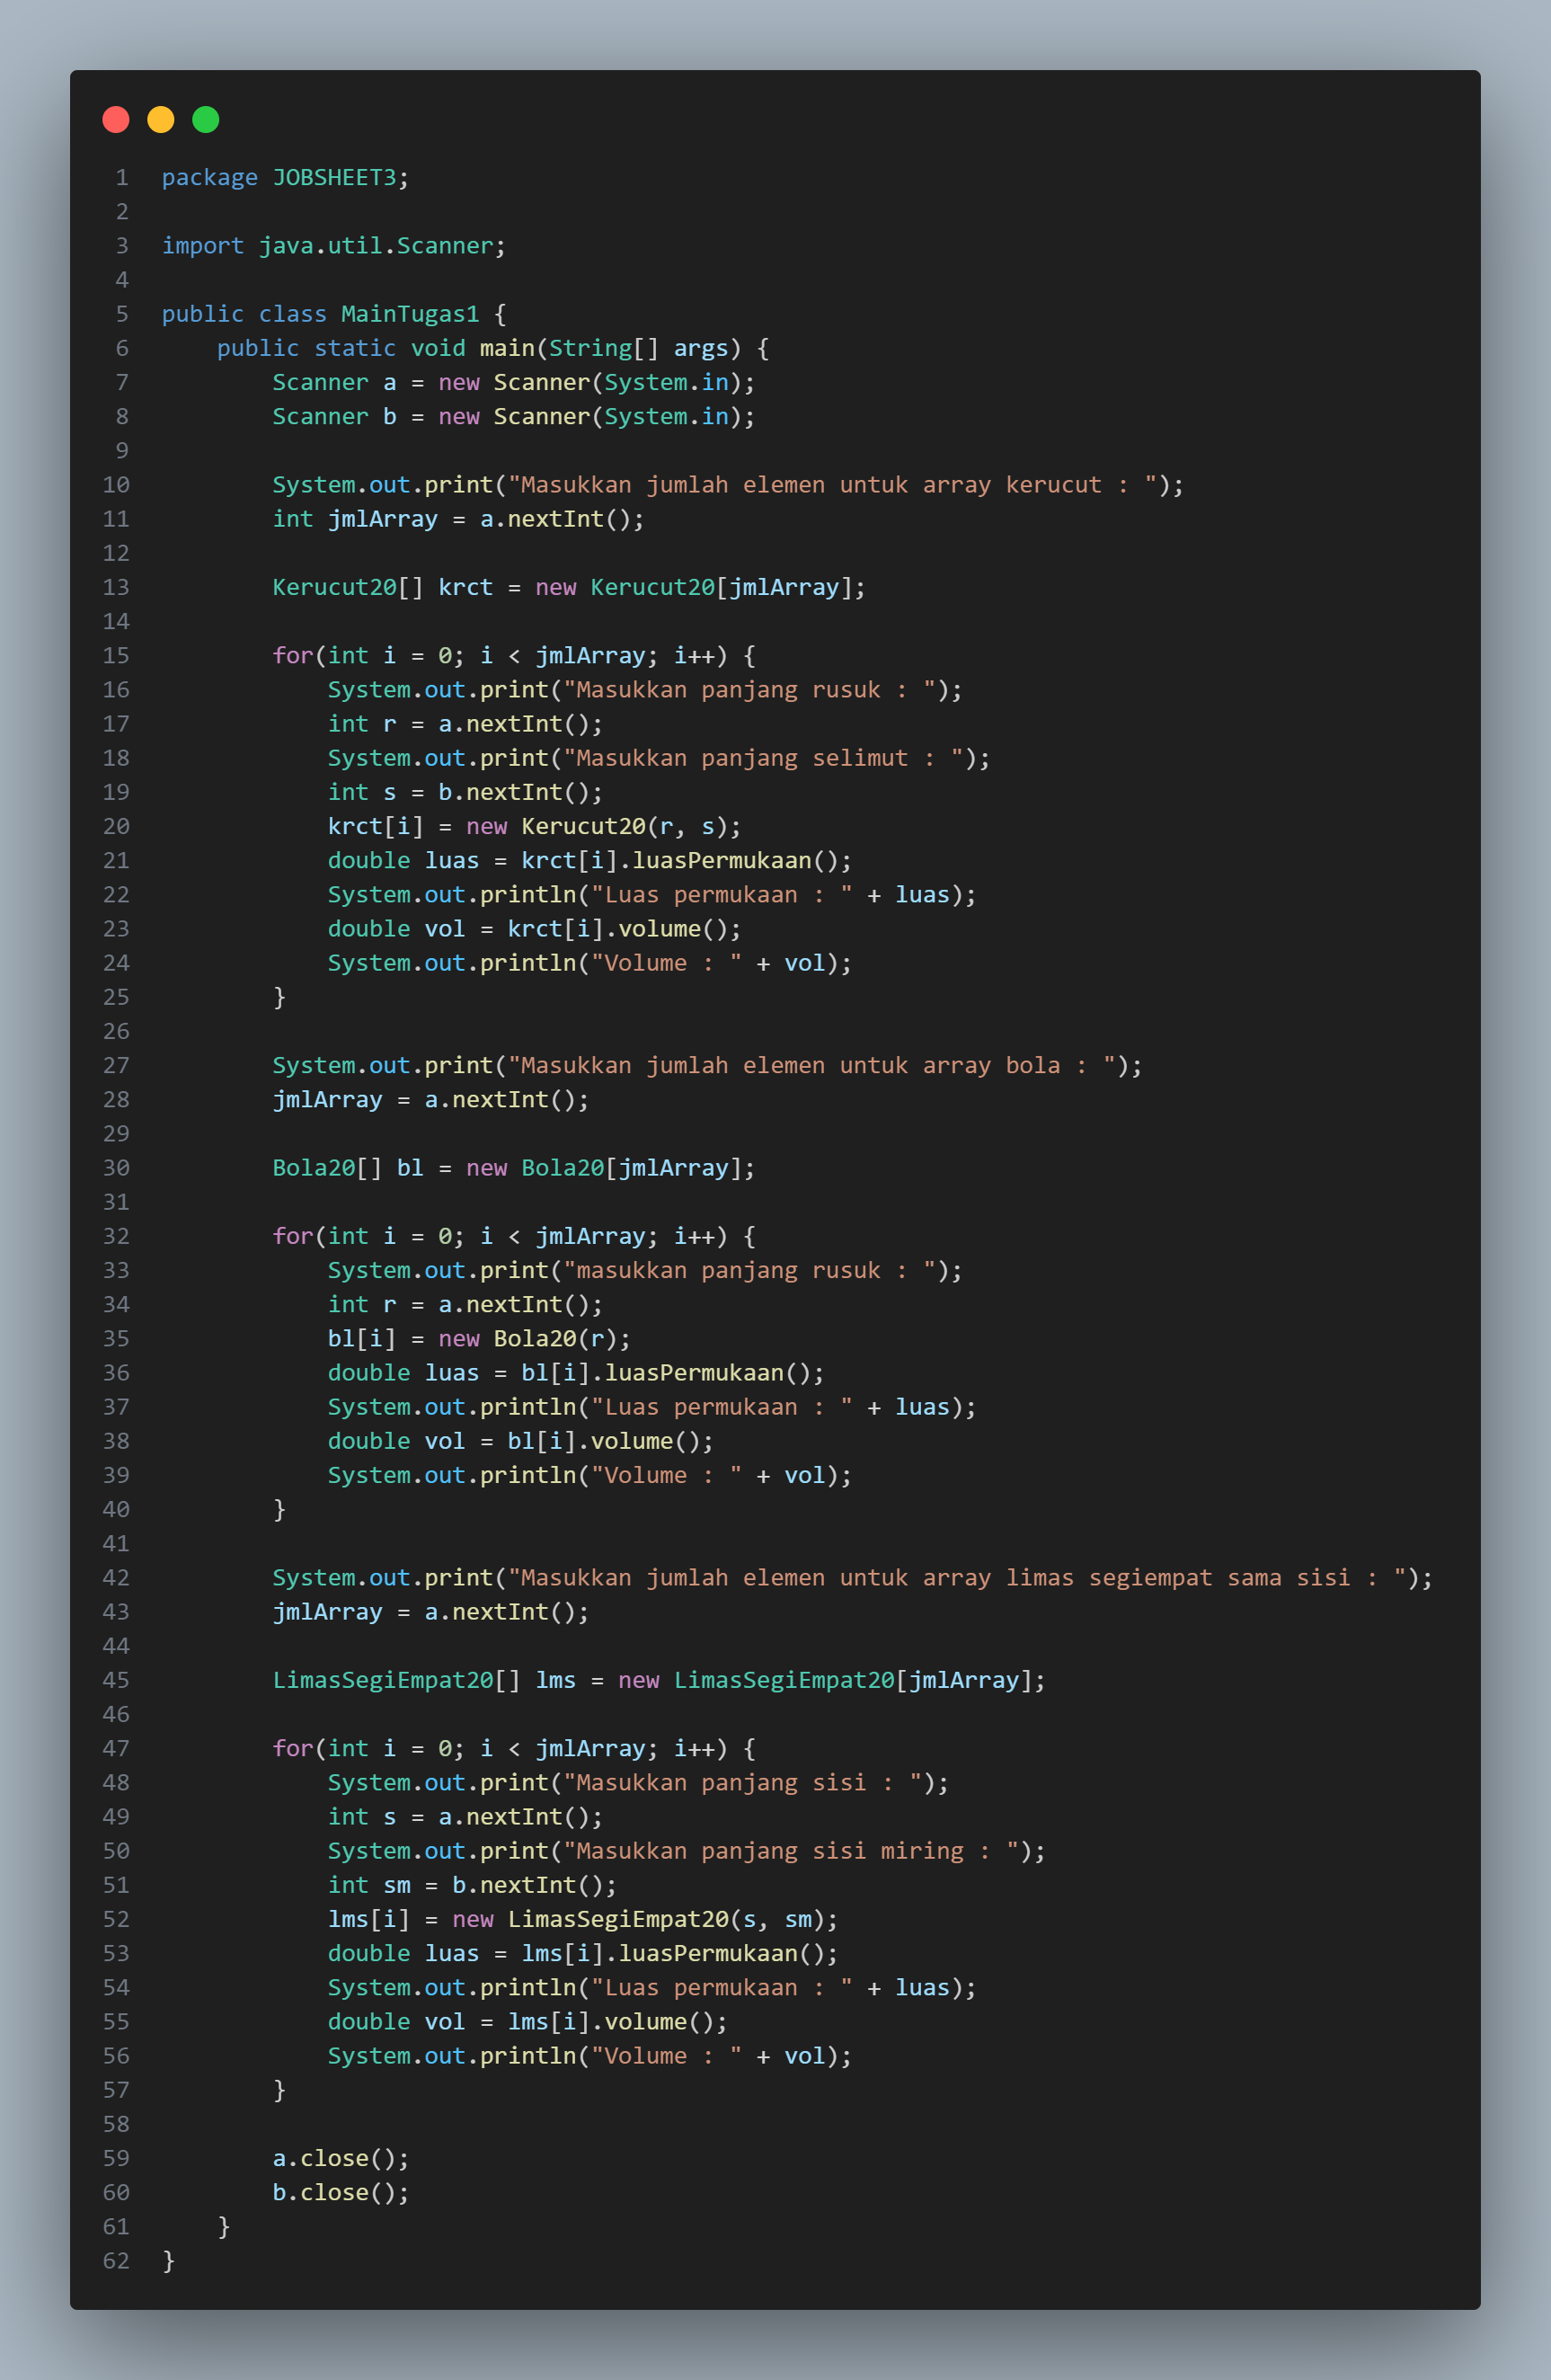 1 package JOBSHEET3;
2
3 import java.util.Scanner;
4
5 public class MainTugas1 {
6     public static void main(String[] args) {
7         Scanner a = new Scanner(System.in);
8         Scanner b = new Scanner(System.in);
9
10         System.out.print("Masukkan jumlah elemen untuk array kerucut : ");
11         int jmlArray = a.nextInt();
12
13         Kerucut20[] krct = new Kerucut20[jmlArray];
14
15         for(int i = 0; i < jmlArray; i++) {
16             System.out.print("Masukkan panjang rusuk : ");
17             int r = a.nextInt();
18             System.out.print("Masukkan panjang selimut : ");
19             int s = b.nextInt();
20             krct[i] = new Kerucut20(r, s);
21             double luas = krct[i].luasPermukaan();
22             System.out.println("Luas permukaan : " + luas);
23             double vol = krct[i].volume();
24             System.out.println("Volume : " + vol);
25         }
26
27         System.out.print("Masukkan jumlah elemen untuk array bola : ");
28         jmlArray = a.nextInt();
29
30         Bola20[] bl = new Bola20[jmlArray];
31
32         for(int i = 0; i < jmlArray; i++) {
33             System.out.print("masukkan panjang rusuk : ");
34             int r = a.nextInt();
35             bl[i] = new Bola20(r);
36             double luas = bl[i].luasPermukaan();
37             System.out.println("Luas permukaan : " + luas);
38             double vol = bl[i].volume();
39             System.out.println("Volume : " + vol);
40         }
41
42         System.out.print("Masukkan jumlah elemen untuk array limas segiempat sama sisi : ");
43         jmlArray = a.nextInt();
44
45         LimasSegiEmpat20[] lms = new LimasSegiEmpat20[jmlArray];
46
47         for(int i = 0; i < jmlArray; i++) {
48             System.out.print("Masukkan panjang sisi : ");
49             int s = a.nextInt();
50             System.out.print("Masukkan panjang sisi miring : ");
51             int sm = b.nextInt();
52             lms[i] = new LimasSegiEmpat20(s, sm);
53             double luas = lms[i].luasPermukaan();
54             System.out.println("Luas permukaan : " + luas);
55             double vol = lms[i].volume();
56             System.out.println("Volume : " + vol);
57         }
58
59         a.close();
60         b.close();
61     }
62 }